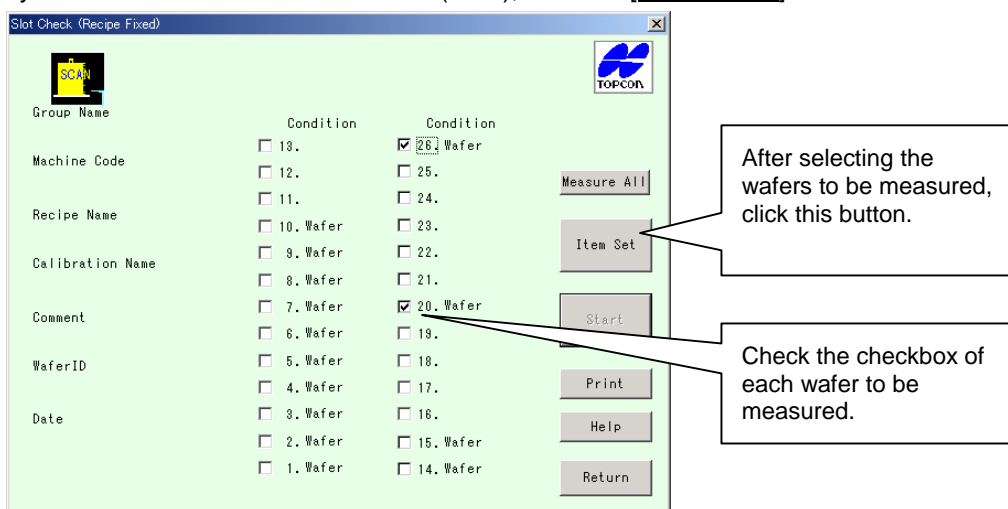 Slot Check (Recipe Fixed)
SCAN
TOPCON
Group Name
Machine Code
Recipe Name
Calibration Name
Comment
WaferID
Date
Condition
13.
12.
11.
10. Wafer
9. Wafer
8. Wafer
7. Wafer
6. Wafer
5. Wafer
4. Wafer
3. Wafer
2. Wafer
1. Wafer
Condition
26. Wafer
25.
24.
23.
22.
21.
20. Wafer
19.
18.
17.
16.
15. Wafer
14. Wafer
Measure All
Item Set
Start
Print
Help
Return
After selecting the
wafers to be measured,
click this button.
Check the checkbox of
each wafer to be
measured.